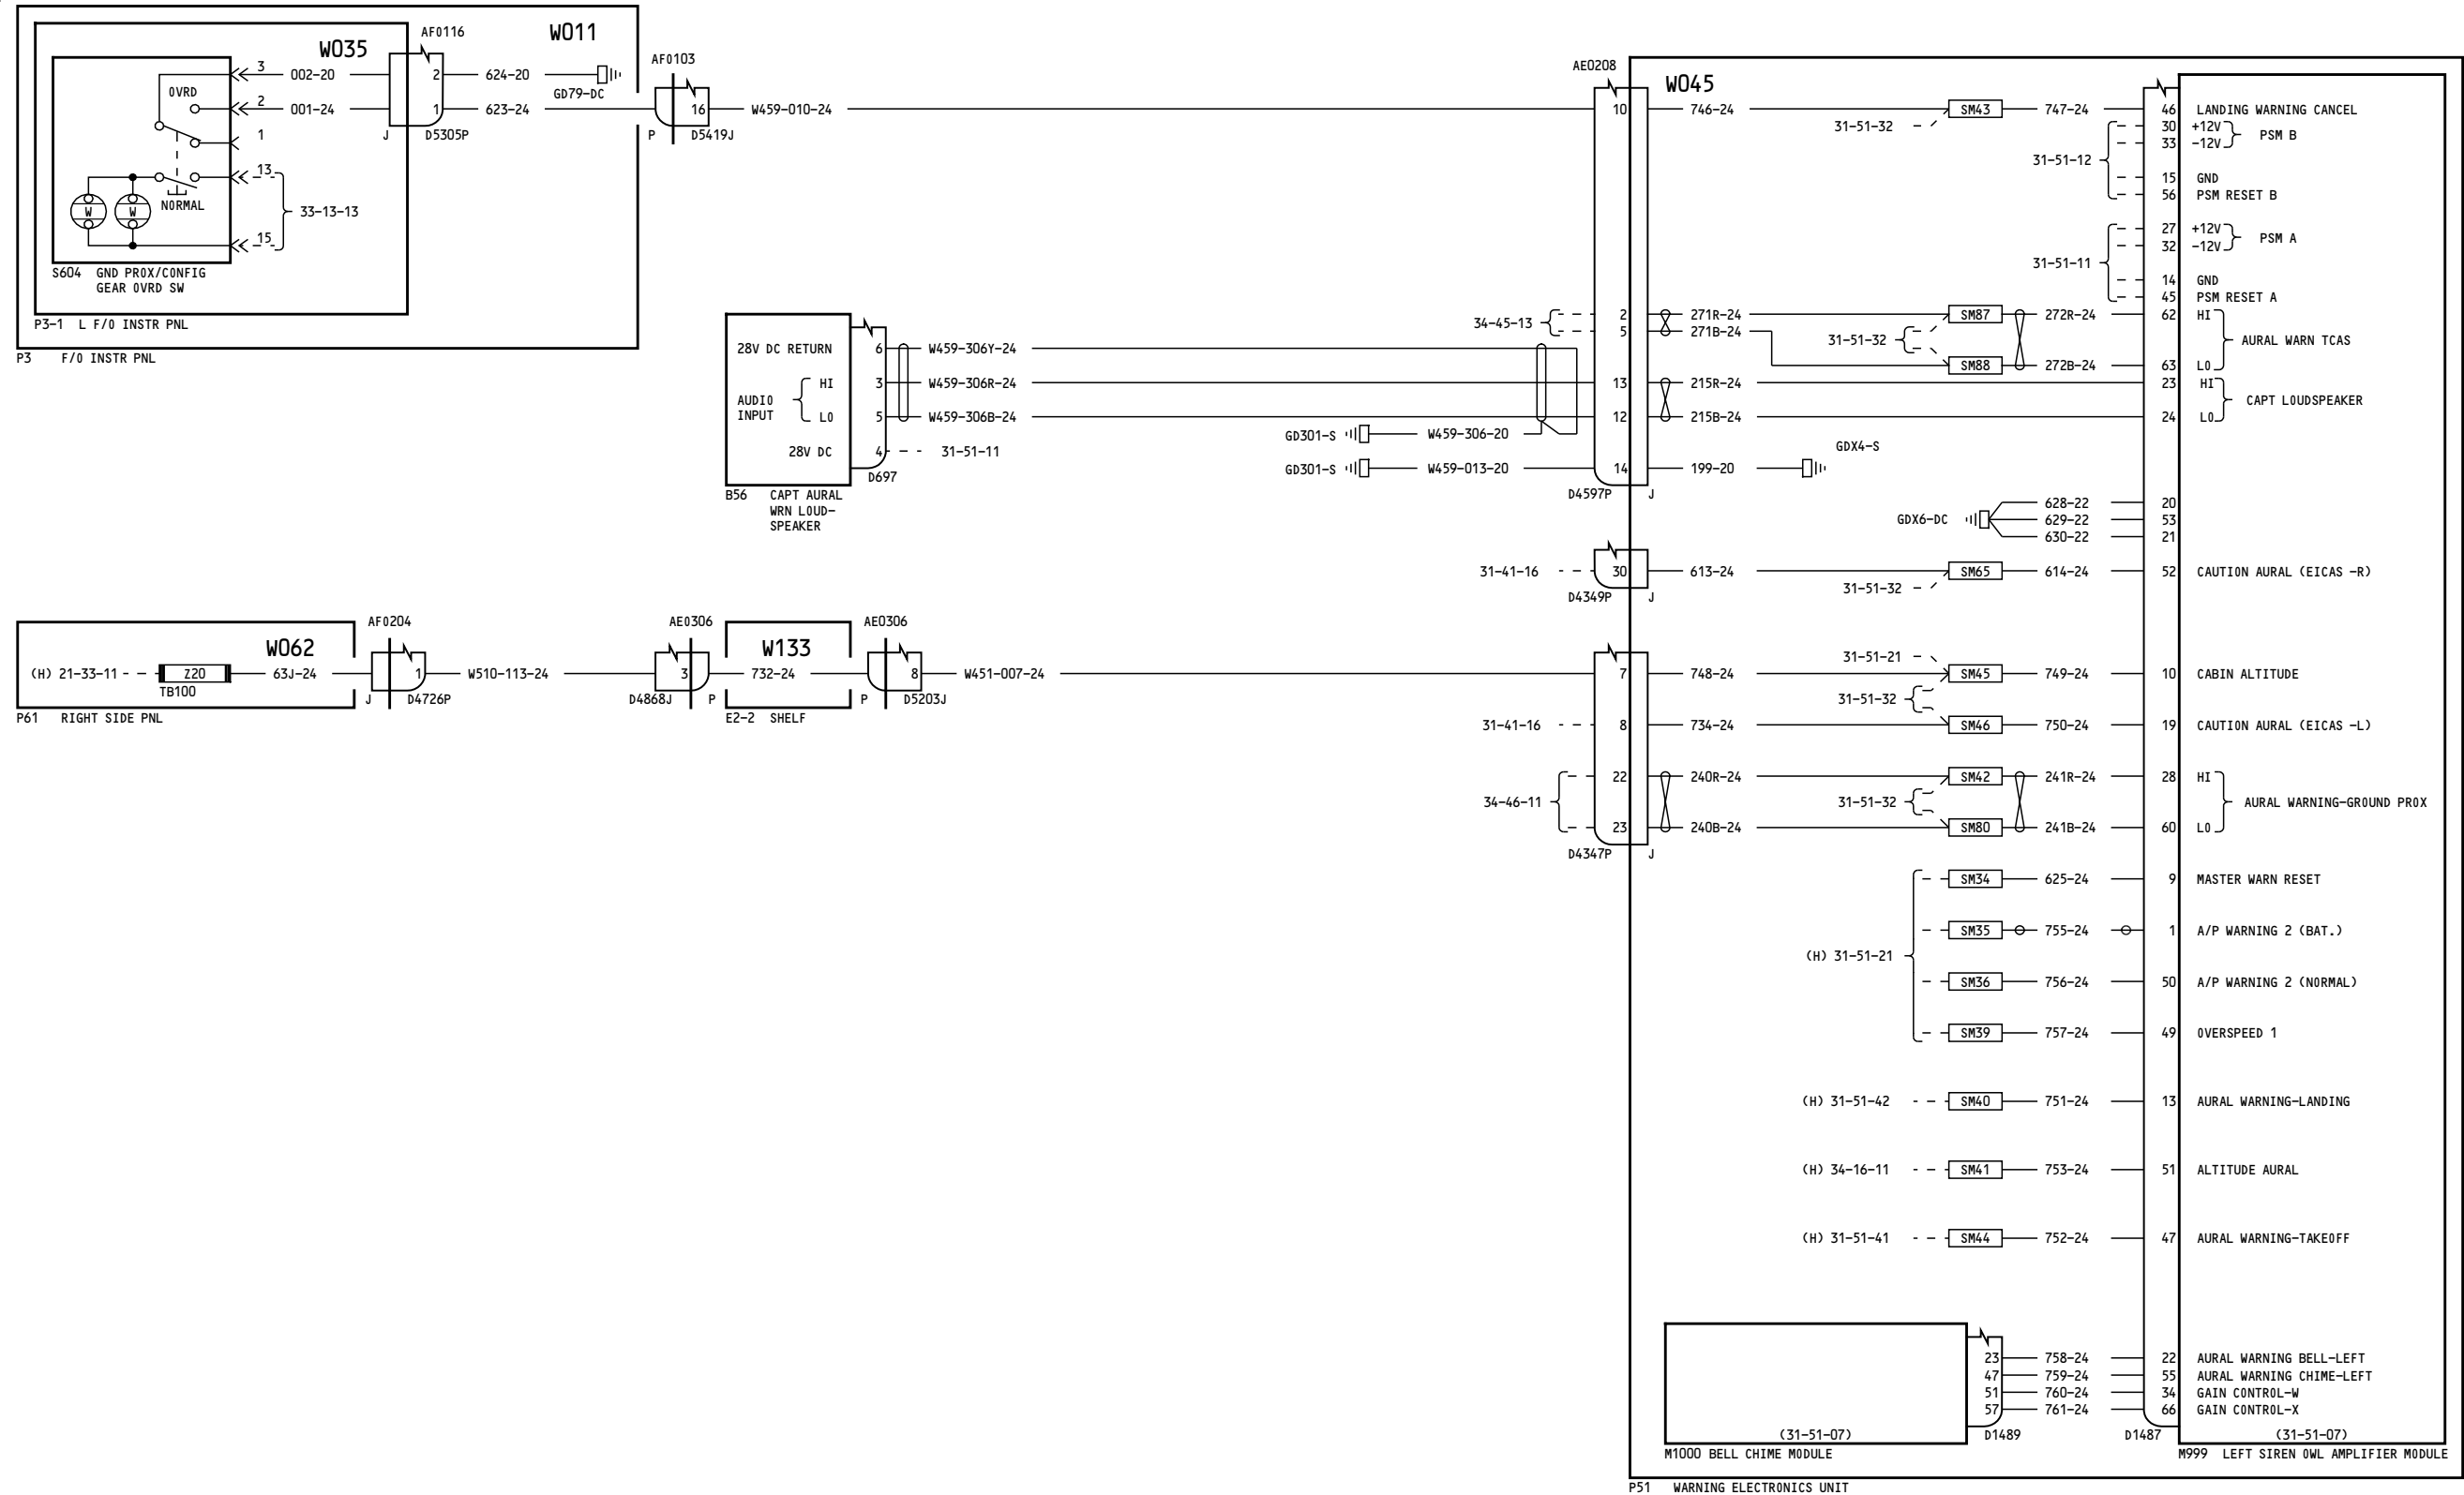 W011
W035
AF0116
3
002-20
2
624-20
GD79-DC
OVRD
2
001-24
1
623-24
J
D5305P
1
13
NORMAL
W
W
33-13-13
15
S604 GND PROX/CONFIG
GEAR OVRD SW
P3-1 L F/O INSTR PNL
P3 F/O INSTR PNL
AF0103
16
W459-010-24
P
D5419J
28V DC RETURN
6
W459-306Y-24
AUDIO
INPUT
HI
3
W459-306R-24
LO
5
W459-306B-24
28V DC
4
31-51-11
D697
B56 CAPT AURAL
WRN LOUD-
SPEAKER
GD301-S
W459-306-20
GD301-S
W459-013-20
W062
AF0204
(H) 21-33-11
Z20
TB100
63J-24
1
W510-113-24
J
D4726P
P61 RIGHT SIDE PNL
AE0306
W133
AE0306
3
732-24
8
W451-007-24
D4868J
P
P
D5203J
E2-2 SHELF
AE0208
W045
10
746-24
SM43
747-24
46
LANDING WARNING CANCEL
31-51-32
30
+12V
33
-12V
PSM B
31-51-12
15
GND
56
PSM RESET B
27
+12V
32
-12V
PSM A
31-51-11
14
GND
45
PSM RESET A
34-45-13
2
271R-24
SM87
272R-24
62
HI
5
271B-24
31-51-32
AURAL WARN TCAS
SM88
272B-24
63
LO
13
215R-24
23
HI
CAPT LOUDSPEAKER
12
215B-24
24
LO
GDX4-S
14
199-20
D4597P
J
GDX6-DC
628-22
20
629-22
53
630-22
21
31-41-16
30
613-24
SM65
614-24
52
CAUTION AURAL (EICAS -R)
31-51-32
D4349P
J
31-51-21
7
748-24
SM45
749-24
10
CABIN ALTITUDE
31-51-32
31-41-16
8
734-24
SM46
750-24
19
CAUTION AURAL (EICAS -L)
22
240R-24
SM42
241R-24
28
HI
34-46-11
31-51-32
AURAL WARNING-GROUND PROX
23
240B-24
SM80
241B-24
60
LO
D4347P
J
SM34
625-24
9
MASTER WARN RESET
SM35
755-24
1
A/P WARNING 2 (BAT.)
(H) 31-51-21
SM36
756-24
50
A/P WARNING 2 (NORMAL)
SM39
757-24
49
OVERSPEED 1
(H) 31-51-42
SM40
751-24
13
AURAL WARNING-LANDING
(H) 34-16-11
SM41
753-24
51
ALTITUDE AURAL
(H) 31-51-41
SM44
752-24
47
AURAL WARNING-TAKEOFF
23
758-24
22
AURAL WARNING BELL-LEFT
47
759-24
55
AURAL WARNING CHIME-LEFT
51
760-24
34
GAIN CONTROL-W
57
761-24
66
GAIN CONTROL-X
(31-51-07)
D1489
D1487
(31-51-07)
M1000 BELL CHIME MODULE
M999 LEFT SIREN OWL AMPLIFIER MODULE
P51 WARNING ELECTRONICS UNIT